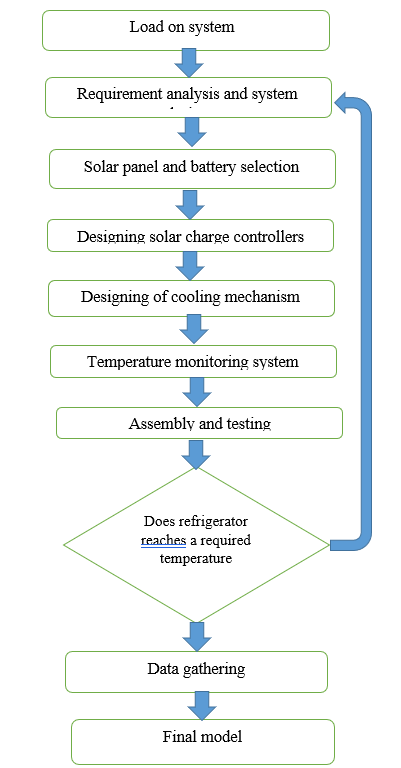 Load on system
Requirement analysis and system
Solar panel and battery selection
Designing solar charge controllers
Designing of cooling mechanism
Temperature monitoring system
Assembly and testing
Does refrigerator
reaches a required
temperature
Data gathering
Final model